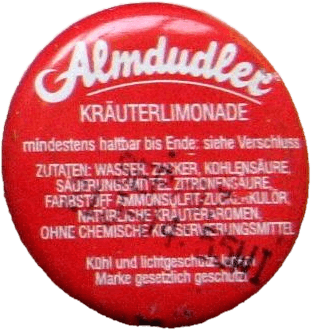 Almdudler
KRÄUTERLIMONADE
mindestens haltbar bis Ende: siehe Verschluss
ZUTATEN: WASSER, ZUCKER, KOHLENSÄURE,
SÄUERUNGSMITTEL ZITRONENSÄURE,
FARBSTOFF AMMONSULFIT-ZUCKERKULÖR,
NATÜRLICHE KRÄUTERAROMEN,
OHNE CHEMISCHE KONSERVIERUNGSMITTEL
Kühl und lichtgeschützt lagern
Marke gesetzlich geschützt